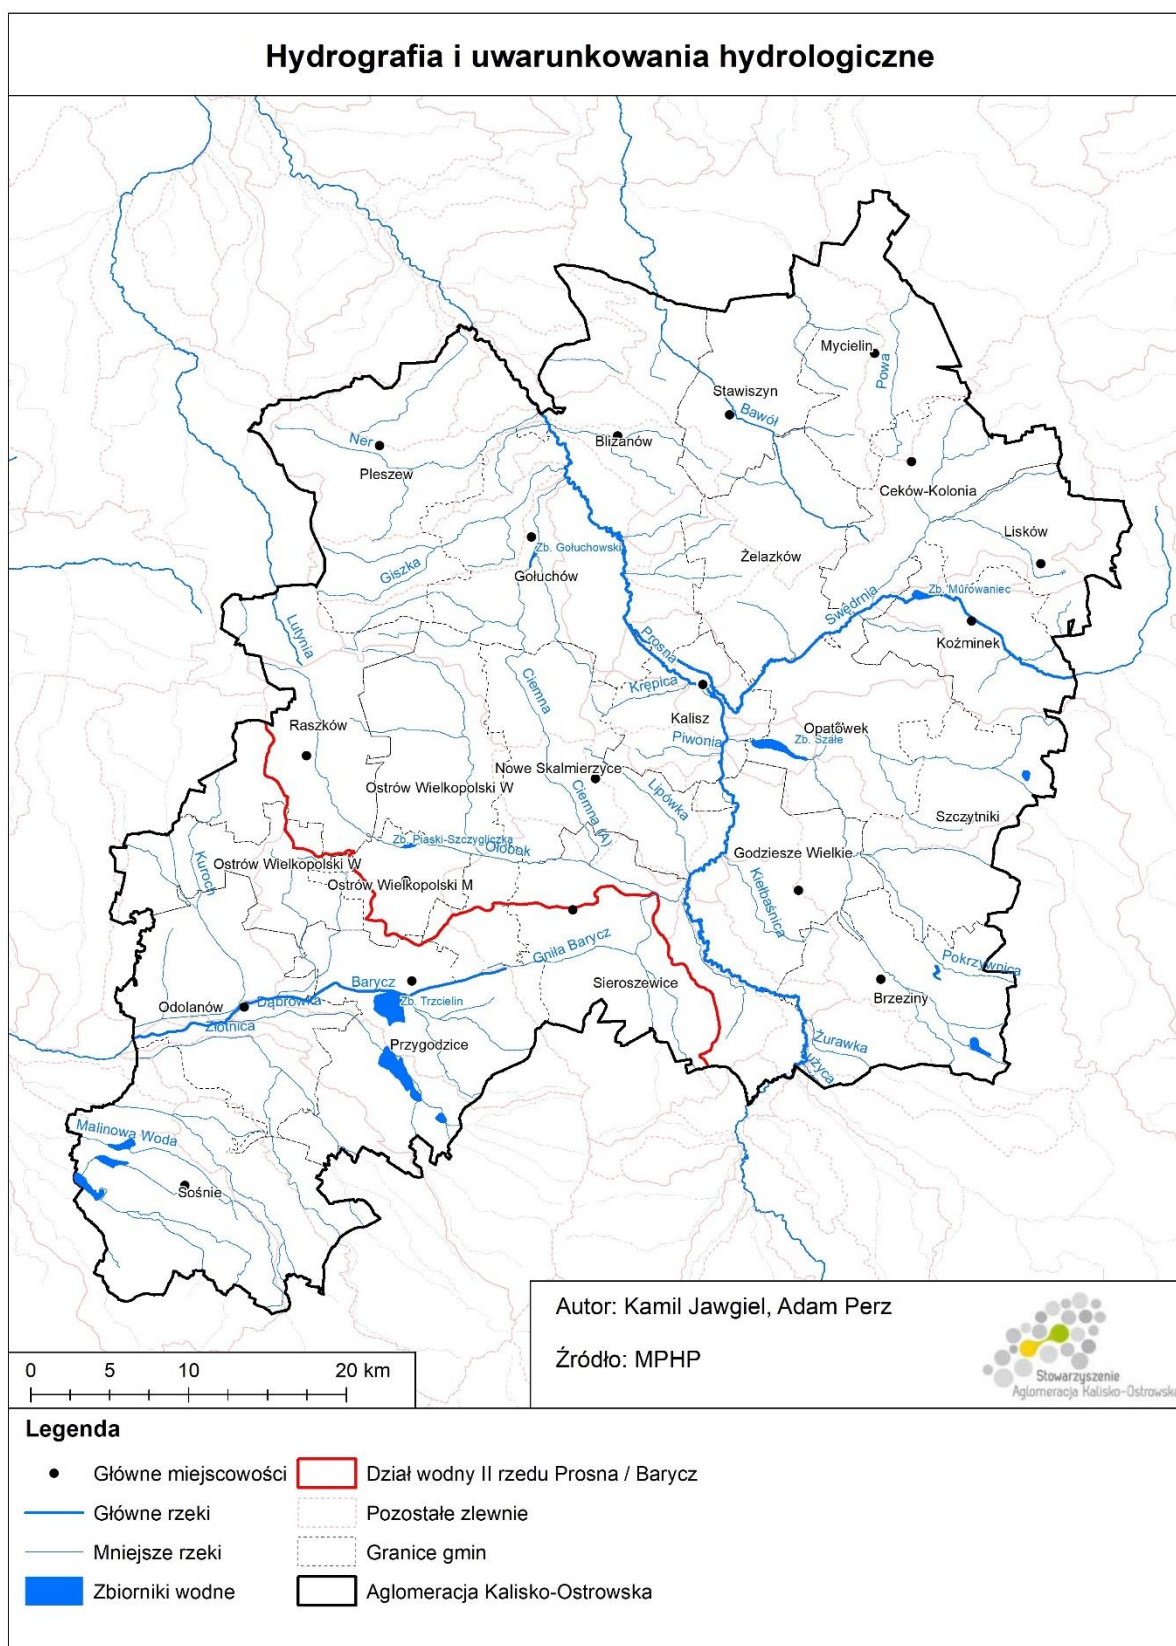 Hydrografia i uwarunkowania hydrologiczne
Mycielin
Powa
Stawiszyn
Bawół
Bliżanów
Ner
Pleszew
Ceków-Kolonia
Lisków
Zb. Gołuchowski
Żelazków
Giszka
Gołuchów
Zb. Murowaniec
Swędrnia
Lutynia
Prosna
Koźminek
Ciemna
Krępica
Kalisz
Raszków
Opatówek
Piwonia
Zb. Szałe
Nowe Skalmierzyce
Ostrów Wielkopolski W
Lipówka
Ciemna (A)
Szczytniki
Zb. Piaski-Szczygliczka
Ołobok
Godziesze Wielkie
Kuroch
Ostrów Wielkopolski W
Ostrów Wielkopolski M
Kiełbaśnica
Gniła Barycz
Pokrzywnica
Barycz
Sieroszewice
Brzeziny
Dąbrówka
Zb. Trzcielin
Odolanów
Złotnica
Przygodzice
Żurawka
użyca
Malinowa Woda
Sośnie
Autor: Kamil Jawgiel, Adam Perz
Źródło: MPHP
Stowarzyszenie
Aglomeracja Kalisko-Ostrowska
0 5 10 20 km
Legenda
Główne miejscowości
Dział wodny II rzedu Prosna / Barycz
Główne rzeki
Pozostałe zlewnie
Mniejsze rzeki
Granice gmin
Zbiorniki wodne
Aglomeracja Kalisko-Ostrowska